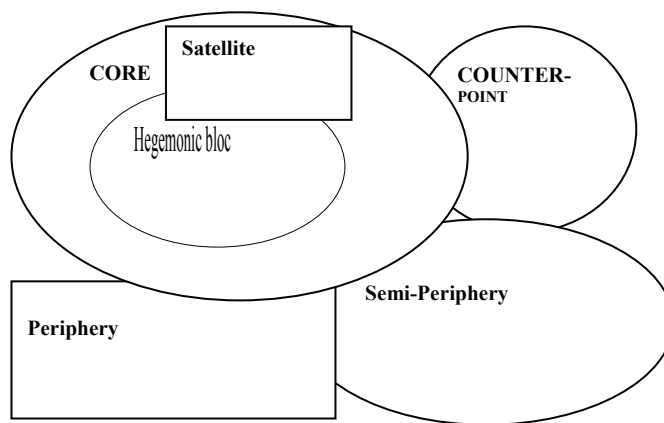 Satellite
CORE
COUNTER-
POINT
Hegemonic bloc
Semi-Periphery
Periphery